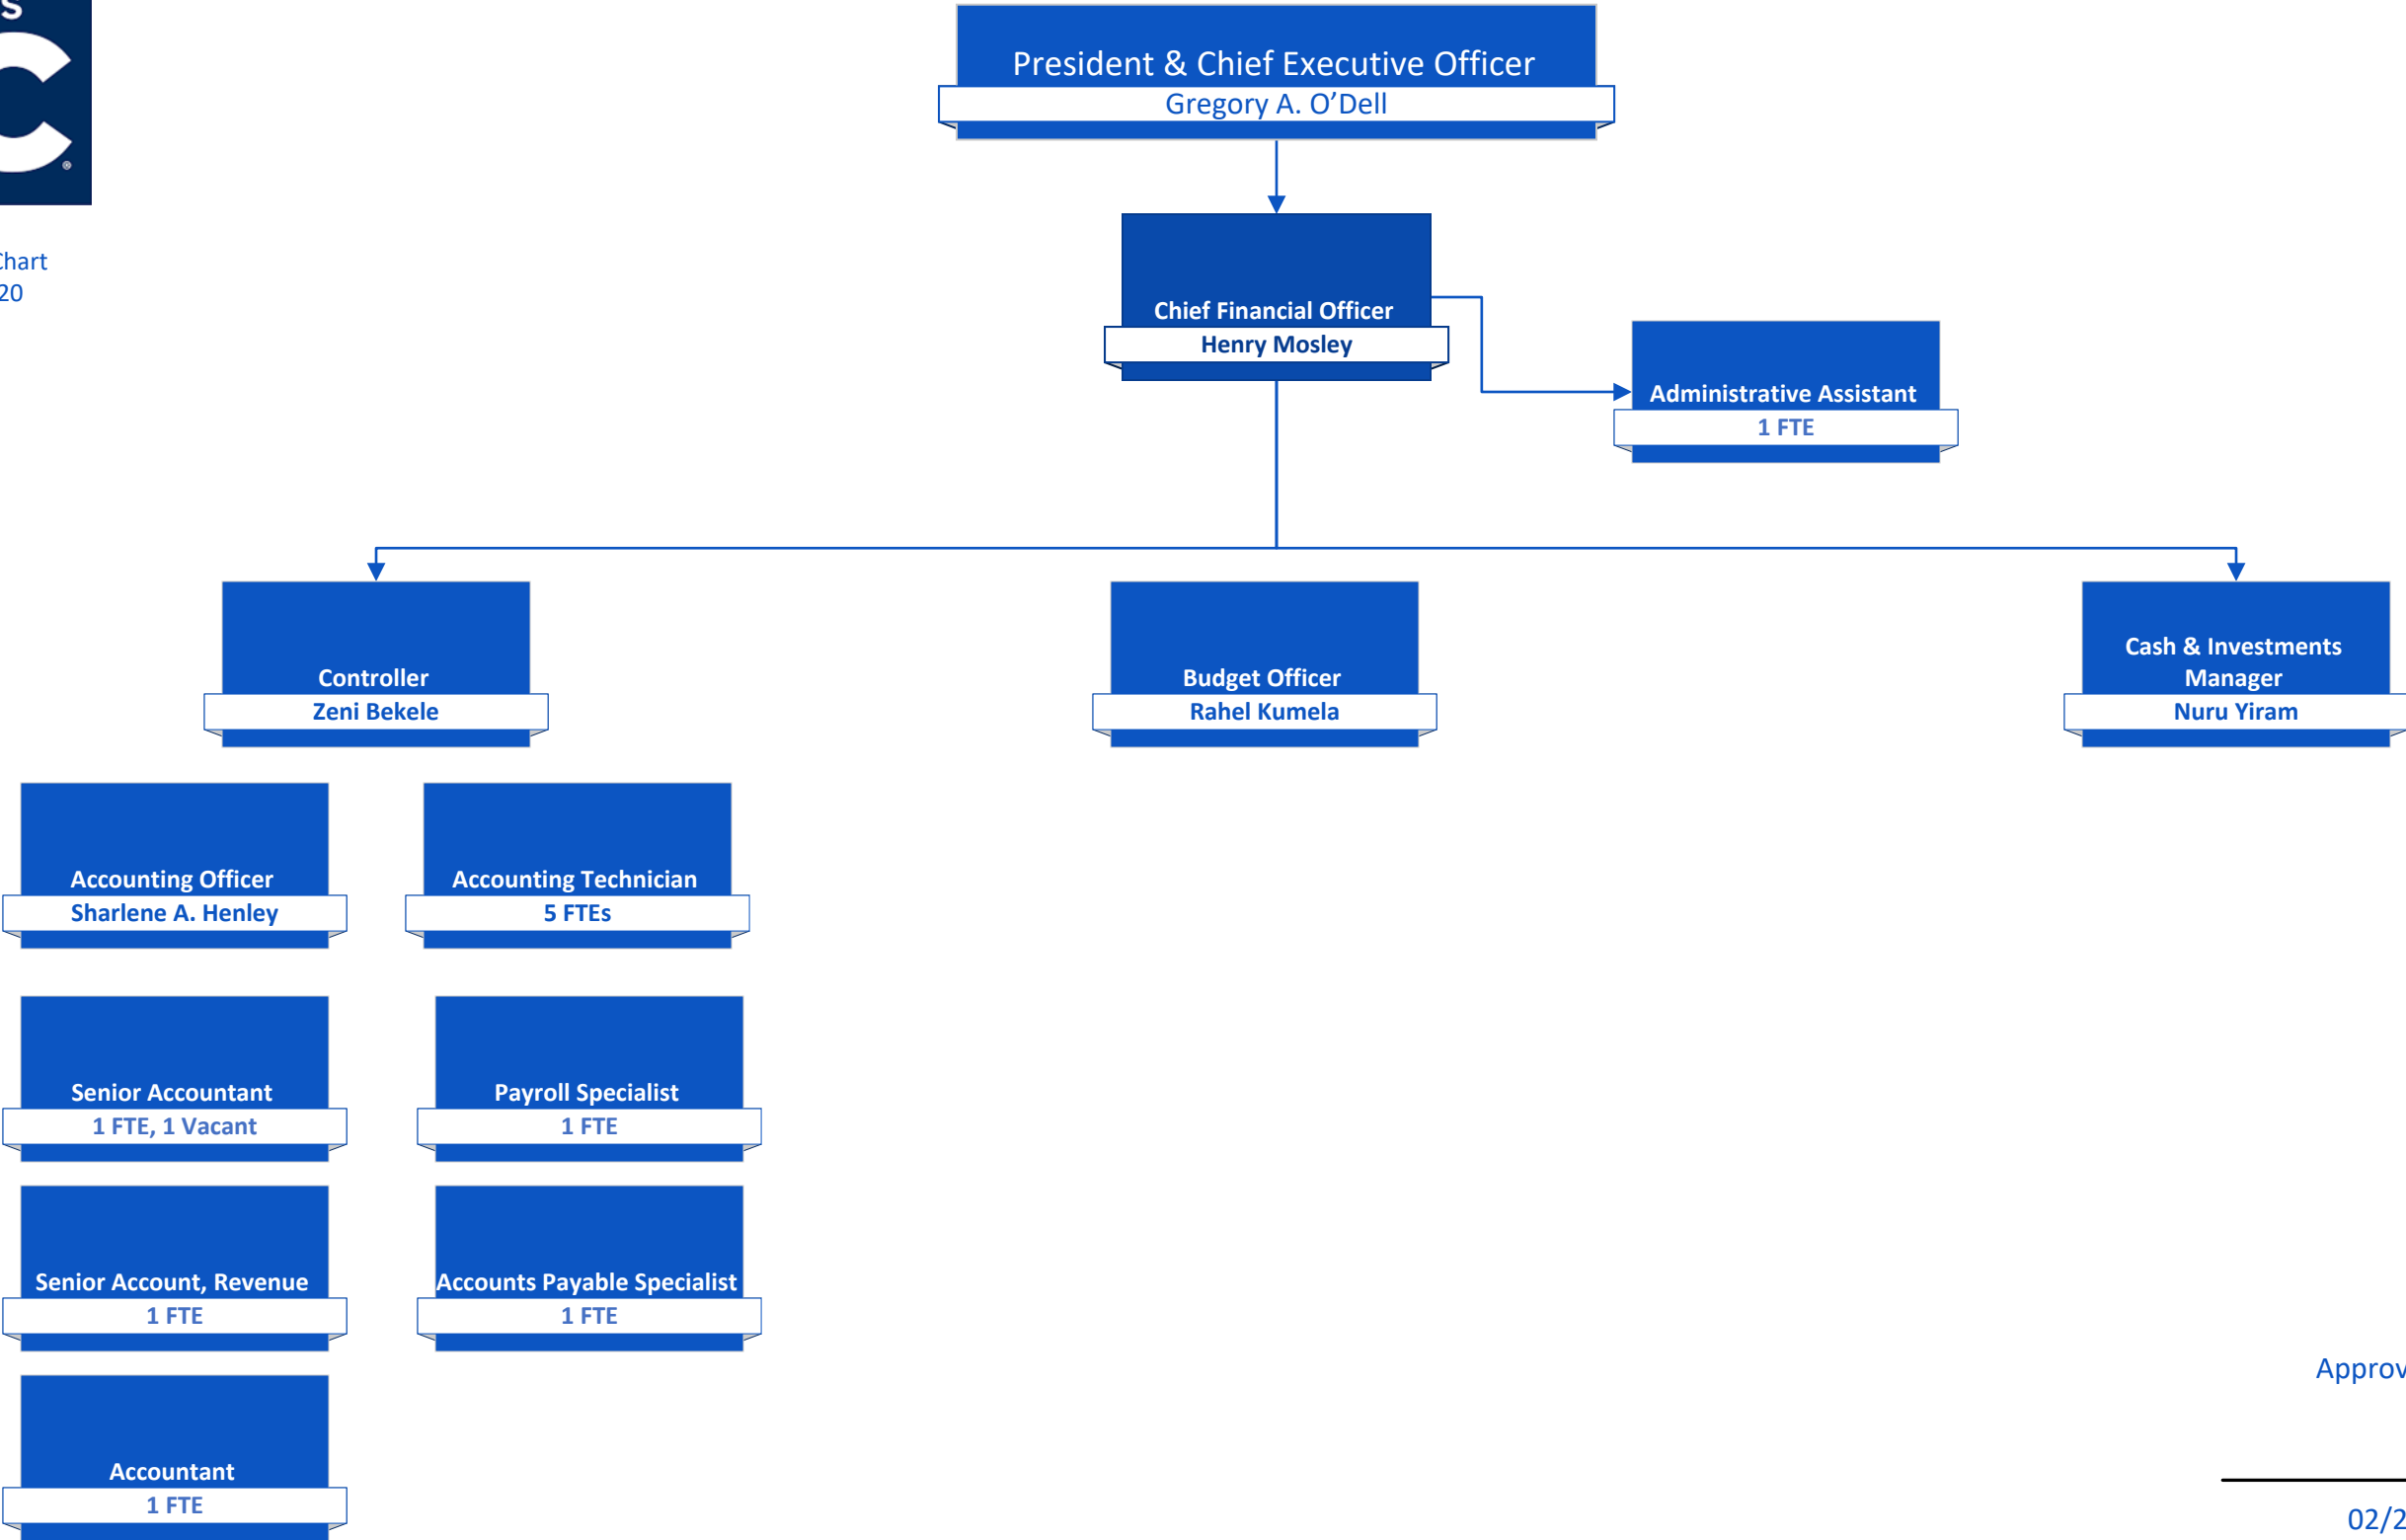 S
C
®
President & Chief Executive Officer
Gregory A. O’Dell
Chief Financial Officer
Henry Mosley
Administrative Assistant
1 FTE
Controller
Zeni Bekele
Budget Officer
Rahel Kumela
Cash & Investments
Manager
Nuru Yiram
Accounting Officer
Sharlene A. Henley
Accounting Technician
5 FTEs
Senior Accountant
1 FTE, 1 Vacant
Payroll Specialist
1 FTE
Senior Account, Revenue
1 FTE
Accounts Payable Specialist
1 FTE
Accountant
1 FTE